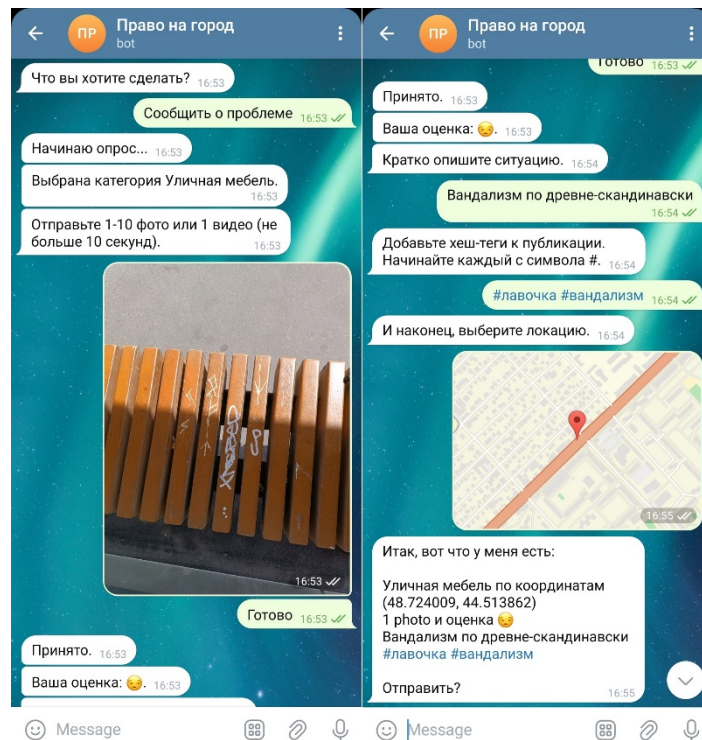 ПР
Право на город
bot
Что вы хотите сделать? 16:53
Сообщить о проблеме 16:53
Начинаю опрос... 16:53
Выбрана категория Уличная мебель.
16:53
Отправьте 1-10 фото или 1 видео (не
больше 10 секунд). 16:53
16:53
Готово 16:53
Принято. 16:53
Ваша оценка: 😒. 16:53
Message
ПР
Право на город
bot
Готово 16:53
Принято. 16:53
Ваша оценка: 😒. 16:53
Кратко опишите ситуацию. 16:54
Вандализм по древне-скандинавски
16:54
Добавьте хеш-теги к публикации.
Начинайте каждый с символа #. 16:54
#лавочка #вандализм 16:54
И наконец, выберите локацию. 16:54
16:55
Итак, вот что у меня есть:
Уличная мебель по координатам
(48.724009, 44.513862)
1 photo и оценка 😒
Вандализм по древне-скандинавски
#лавочка #вандализм
Отправить? 16:55
Message